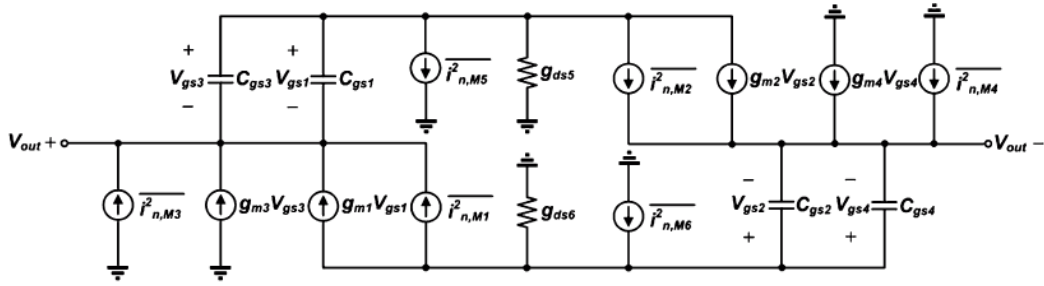 + +
V_gs3 C_gs3 V_gs1 C_gs1 i²_n,M5 g_ds5 i²_n,M2 g_m2V_gs2 g_m4V_gs4 i²_n,M4
− −
V_out + V_out −
i²_n,M3 g_m3V_gs3 g_m1V_gs1 i²_n,M1 g_ds6 i²_n,M6
− −
V_gs2 C_gs2 V_gs4 C_gs4
+ +